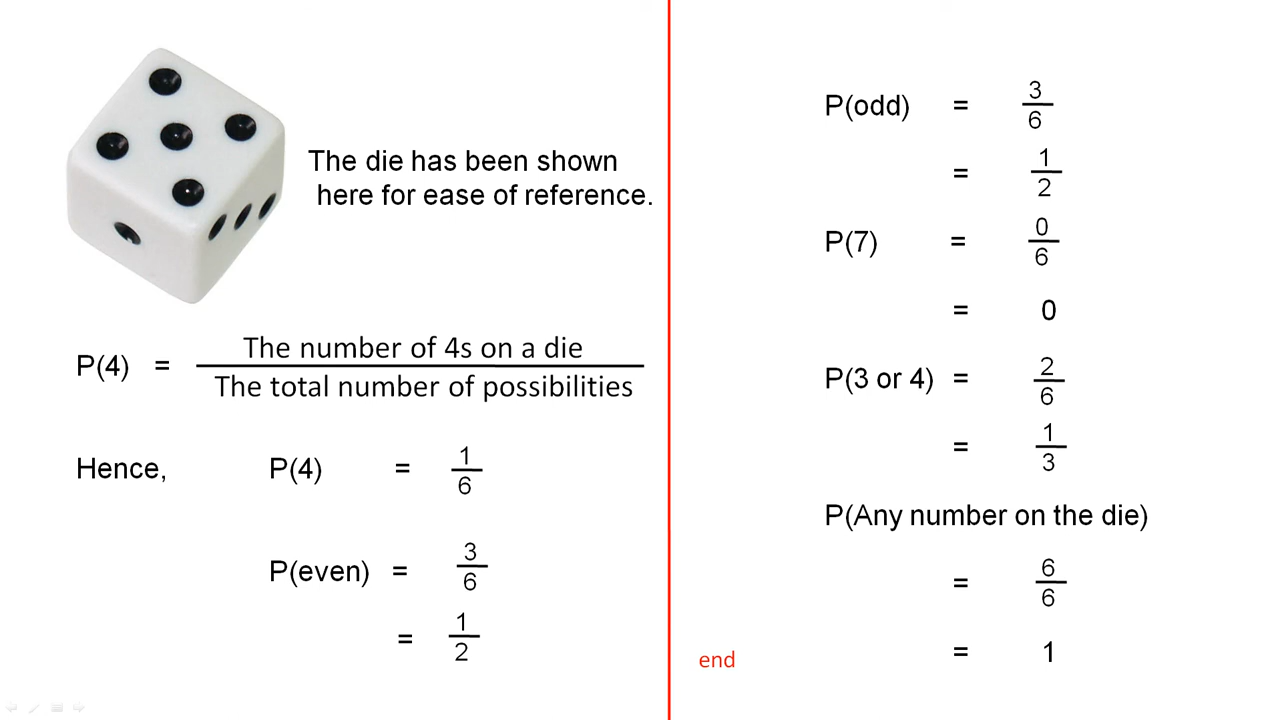 The die has been shown
here for ease of reference.
P(4) = The number of 4s on a die
The total number of possibilities
Hence, P(4) = 1/6
P(even) = 3/6
= 1/2
P(odd) = 3/6
= 1/2
P(7) = 0/6
= 0
P(3 or 4) = 2/6
= 1/3
P(Any number on the die)
= 6/6
= 1
end